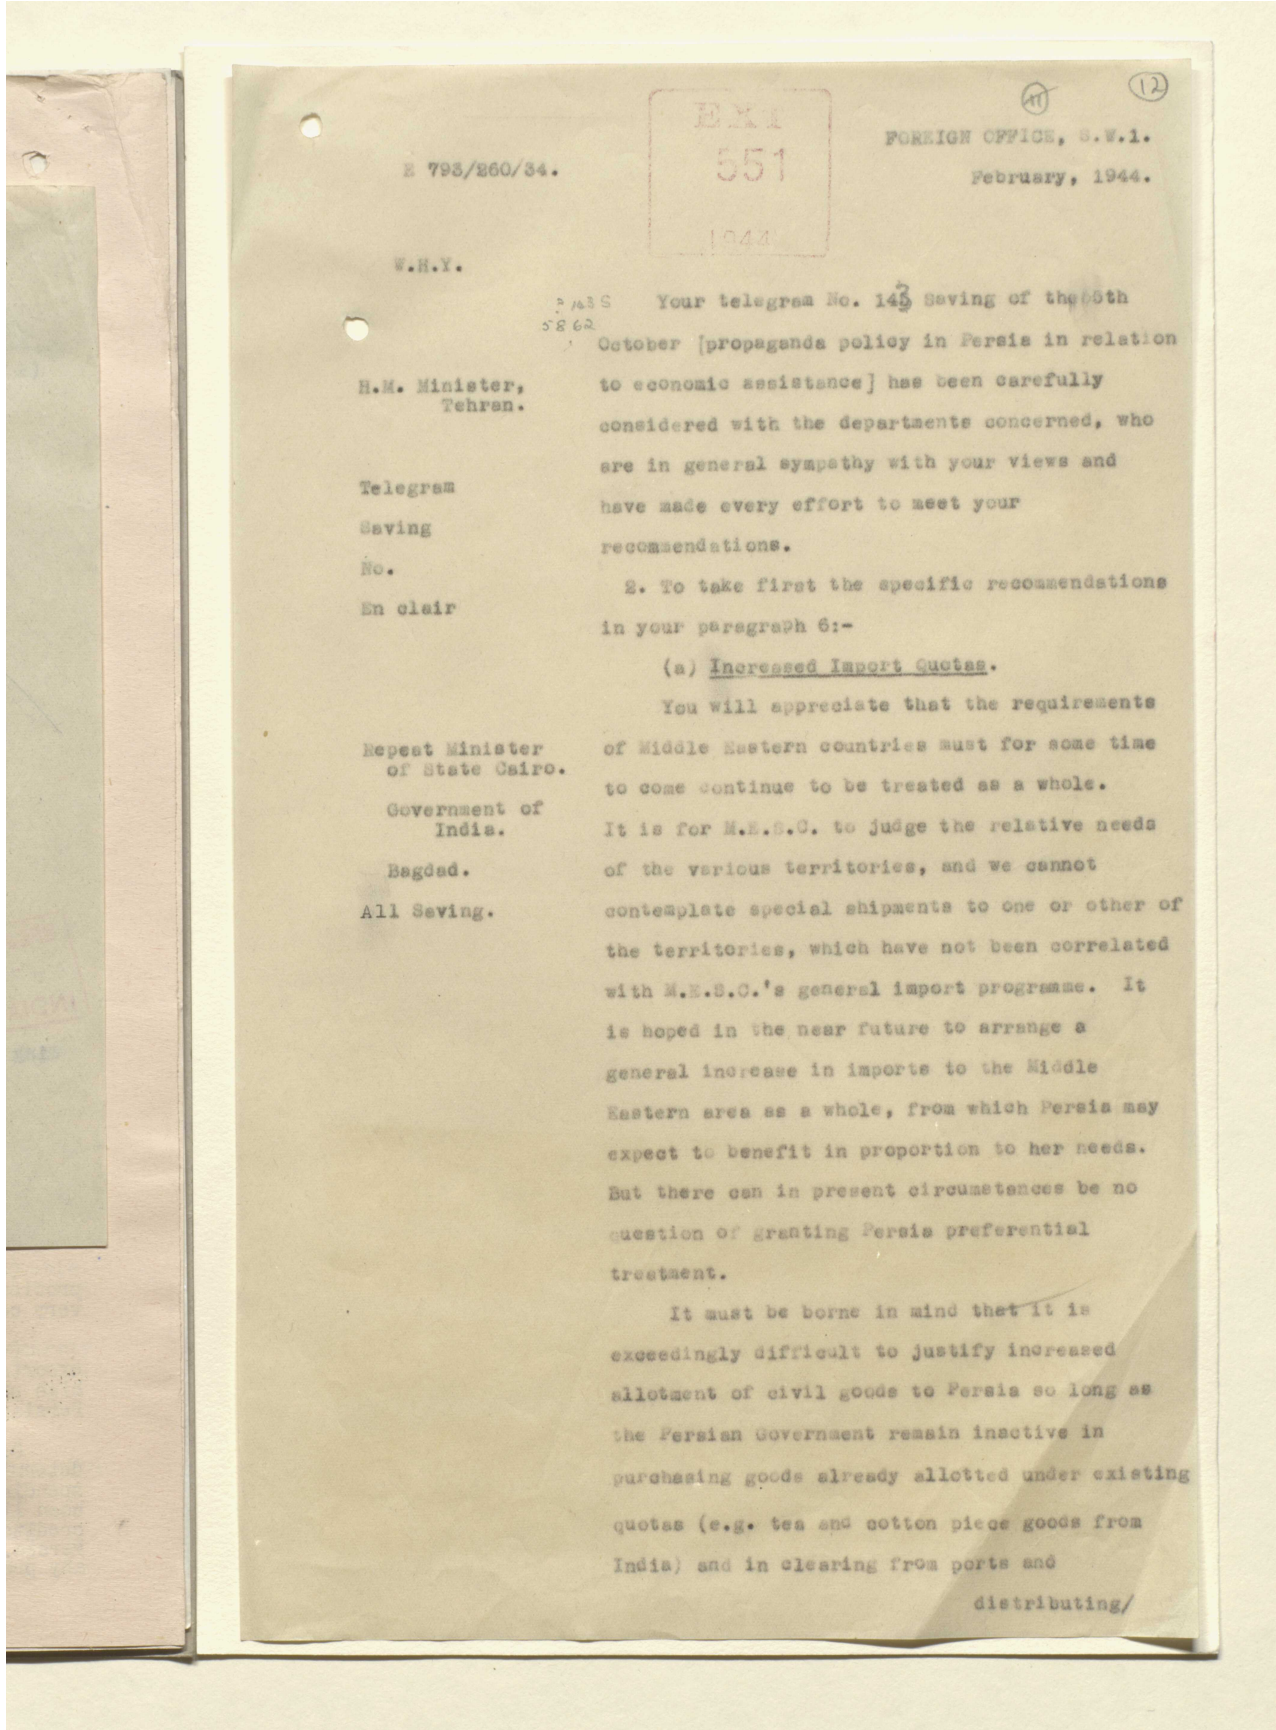 12
11
EXT
551
1944
FOREIGN OFFICE, S.W.1.
February, 1944.
E 793/260/34.
W.H.Y.
H.M. Minister,
Tehran.
Telegram
Saving
No.
En clair
Repeat Minister
of State Cairo.
Government of
India.
Bagdad.
All Saving.
5862
Your telegram No. 143 Saving of the 5th
October [propaganda policy in Persia in relation
to economic assistance] has been carefully
considered with the departments concerned, who
are in general sympathy with your views and
have made every effort to meet your
recommendations.
2. To take first the specific recommendations
in your paragraph 6:-
(a) Increased Import Quotas.
You will appreciate that the requirements
of Middle Eastern countries must for some time
to come continue to be treated as a whole.
It is for M.E.S.C. to judge the relative needs
of the various territories, and we cannot
contemplate special shipments to one or other of
the territories, which have not been correlated
with M.E.S.C.'s general import programme. It
is hoped in the near future to arrange a
general increase in imports to the Middle
Eastern area as a whole, from which Persia may
expect to benefit in proportion to her needs.
But there can in present circumstances be no
question of granting Persia preferential
treatment.
It must be borne in mind that it is
exceedingly difficult to justify increased
allotment of civil goods to Persia so long as
the Persian Government remain inactive in
purchasing goods already allotted under existing
quotas (e.g. tea and cotton piece goods from
India) and in clearing from ports and
distributing/